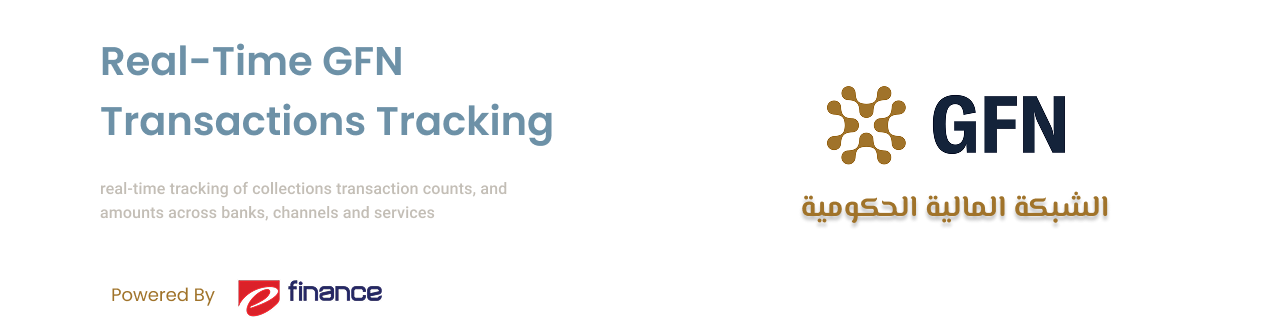 Real-Time GFN
Transactions Tracking
real-time tracking of collections transaction counts, and
amounts across banks, channels and services
Powered By e finance
GFN
الشبكة المالية الحكومية